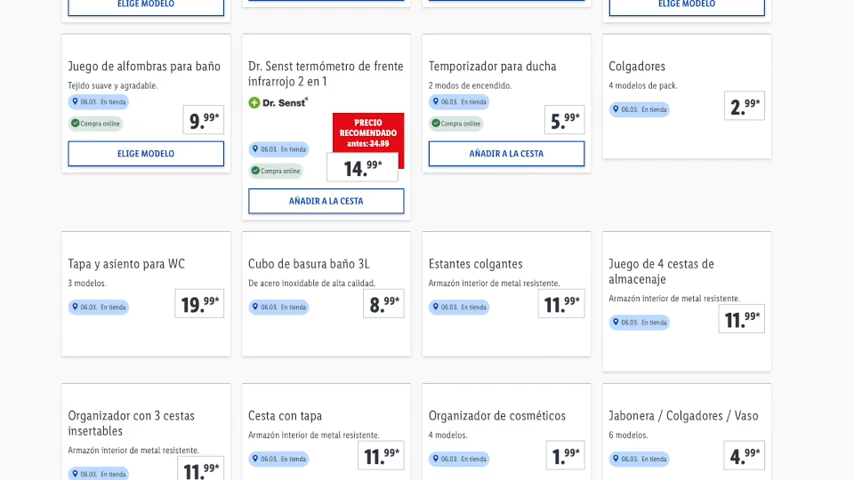 ELIGE MODELO
ELIGE MODELO
Juego de alfombras para baño
Tejido suave y agradable.
06.03. En tienda
Compra online
9.99*
ELIGE MODELO
Dr. Senst termómetro de frente
infrarrojo 2 en 1
Dr. Senst®
PRECIO
RECOMENDADO
antes: 24.99
06.03. En tienda
Compra online
14.99*
AÑADIR A LA CESTA
Temporizador para ducha
2 modos de encendido.
06.03. En tienda
Compra online
5.99*
AÑADIR A LA CESTA
Colgadores
4 modelos de pack.
06.03. En tienda
2.99*
Tapa y asiento para WC
3 modelos.
06.03. En tienda
19.99*
Cubo de basura baño 3L
De acero inoxidable de alta calidad.
06.03. En tienda
8.99*
Estantes colgantes
Armazón interior de metal resistente.
06.03. En tienda
11.99*
Juego de 4 cestas de
almacenaje
Armazón interior de metal resistente.
06.03. En tienda
11.99*
Organizador con 3 cestas
insertables
Armazón interior de metal resistente.
06.03. En tienda
11.99*
Cesta con tapa
Armazón interior de metal resistente.
06.03. En tienda
11.99*
Organizador de cosméticos
4 modelos.
06.03. En tienda
1.99*
Jabonera / Colgadores / Vaso
6 modelos.
06.03. En tienda
4.99*